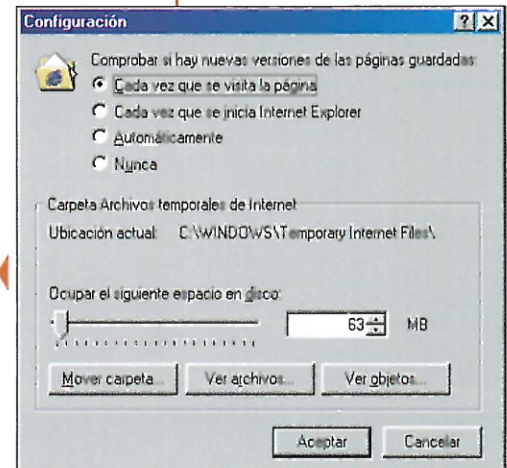 Configuración
Comprobar si hay nuevas versiones de las páginas guardadas:
Cada vez que se visita la página
Cada vez que se inicia Internet Explorer
Automáticamente
Nunca
Carpeta Archivos temporales de Internet
Ubicación actual: C:\WINDOWS\Temporary Internet Files\
Ocupar el siguiente espacio en disco:
63 MB
Mover carpeta... Ver archivos... Ver objetos...
Aceptar Cancelar